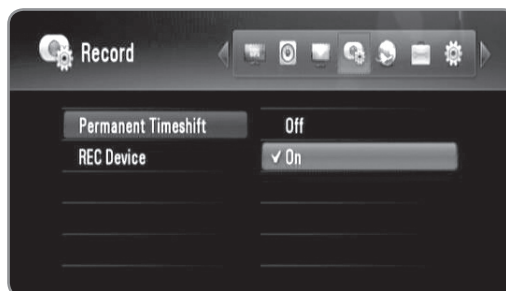 Record
Permanent Timeshift
Off
REC Device
✓ On